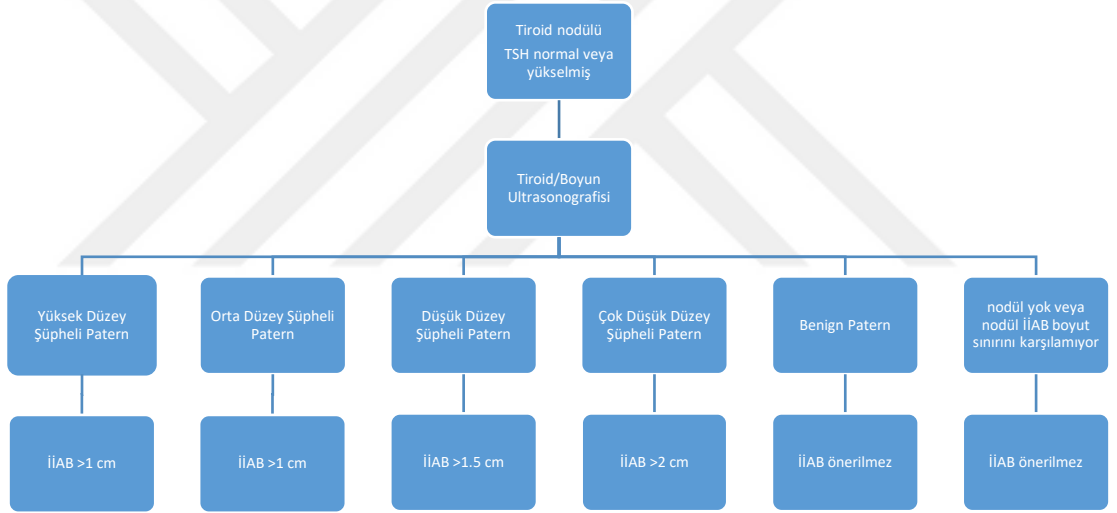 Tiroid nodülü
TSH normal veya
yükselmiş
Tiroid/Boyun
Ultrasonografisi
Yüksek Düzey
Şüpheli Patern
Orta Düzey Şüpheli
Patern
Düşük Düzey
Şüpheli Patern
Çok Düşük Düzey
Şüpheli Patern
Benign Patern
nodül yok veya
nodül İİAB boyut
sınırını karşılamıyor
İİAB >1 cm
İİAB >1 cm
İİAB >1.5 cm
İİAB >2 cm
İİAB önerilmez
İİAB önerilmez